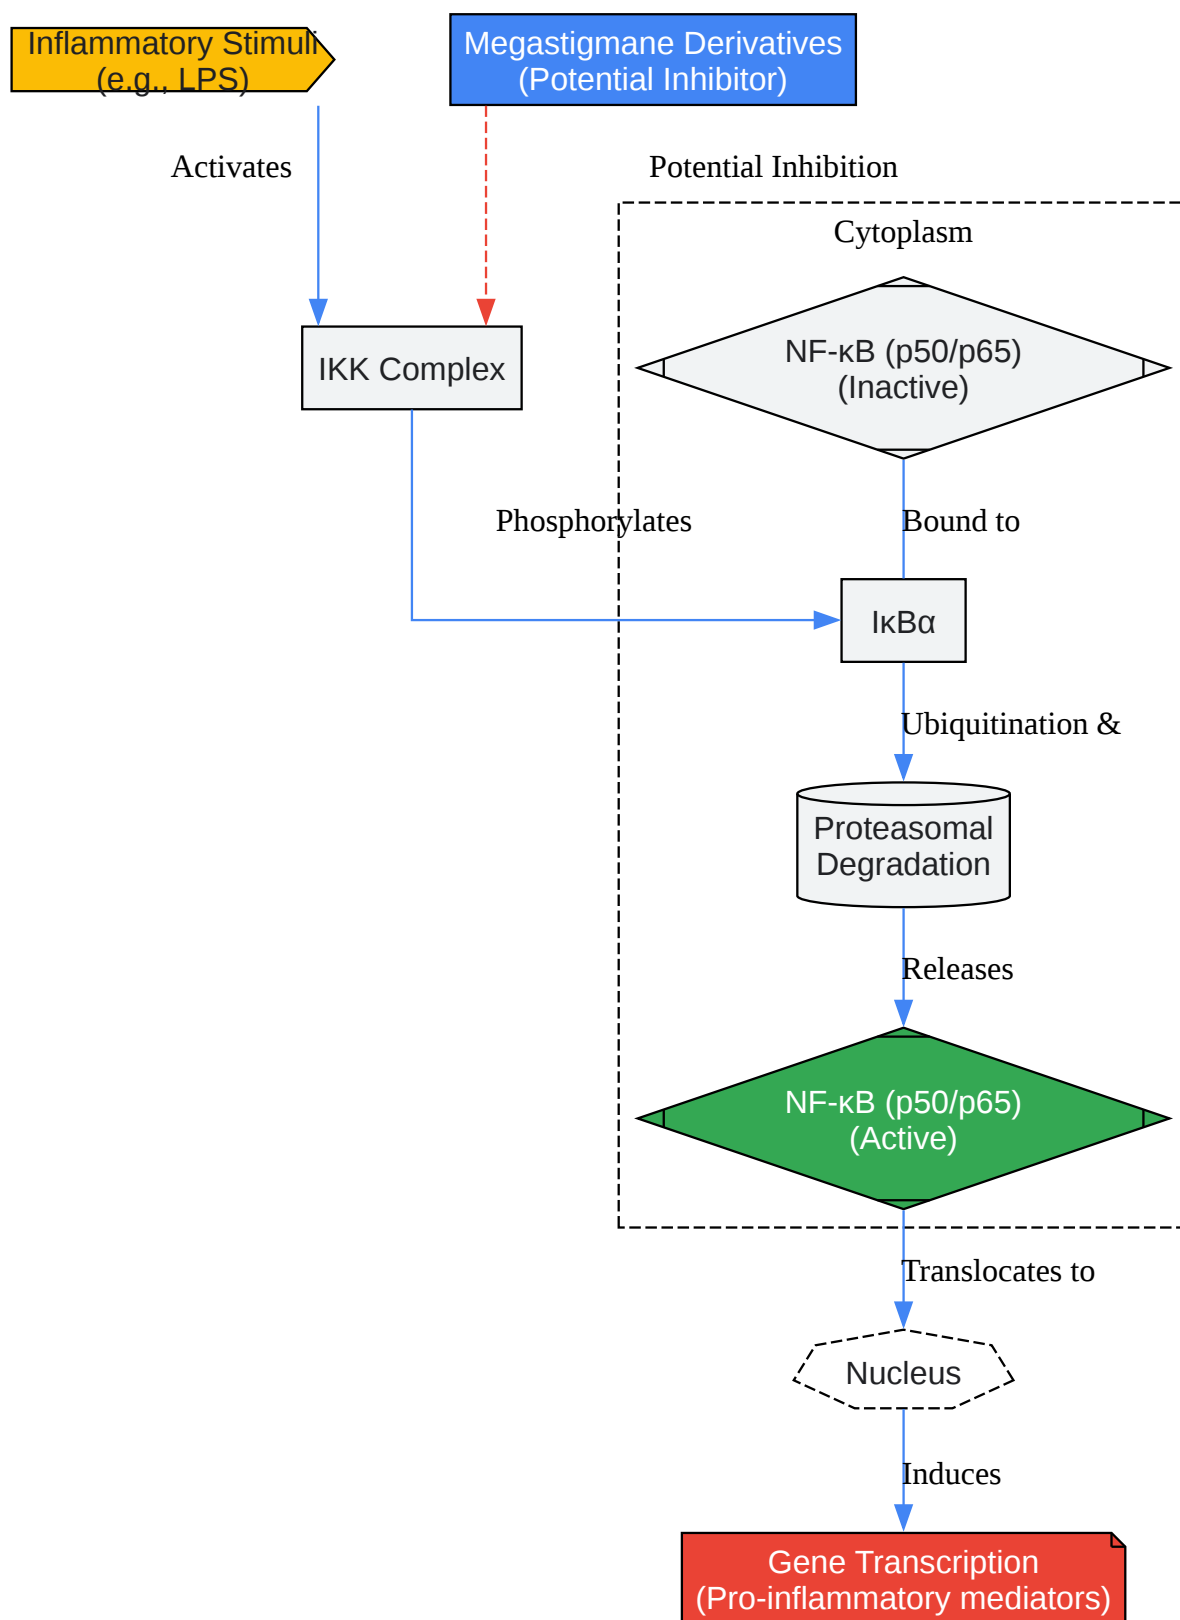 Inflammatory Stimuli
(e.g., LPS)
Megastigmane Derivatives
(Potential Inhibitor)
Activates
Potential Inhibition
Cytoplasm
IKK Complex
NF-κB (p50/p65)
(Inactive)
Phosphorylates
Bound to
IκBα
Ubiquitination &
Proteasomal
Degradation
Releases
NF-κB (p50/p65)
(Active)
Translocates to
Nucleus
Induces
Gene Transcription
(Pro-inflammatory mediators)